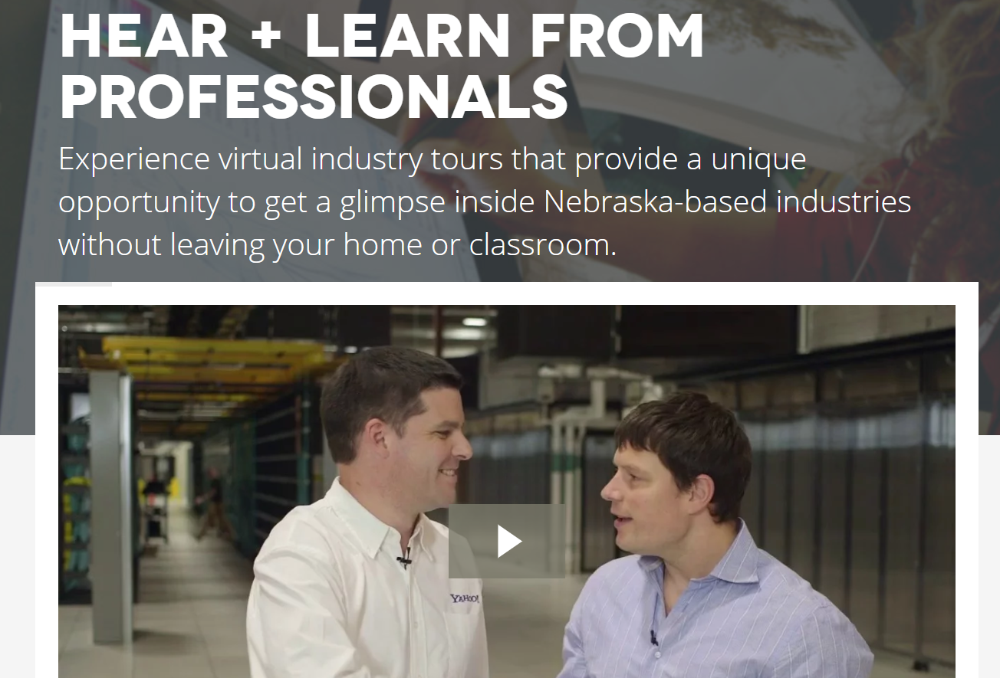 HEAR + LEARN FROM
PROFESSIONALS
Experience virtual industry tours that provide a unique
opportunity to get a glimpse inside Nebraska-based industries
without leaving your home or classroom.
YAHOO!